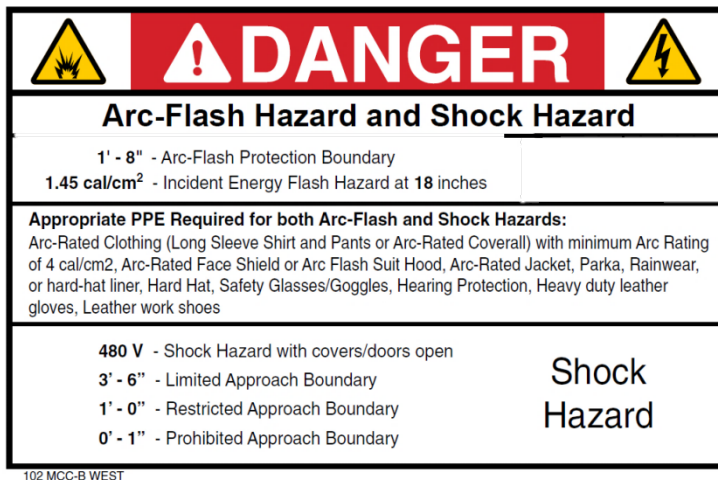 DANGER
Arc-Flash Hazard and Shock Hazard
1' - 8" - Arc-Flash Protection Boundary
1.45 cal/cm² - Incident Energy Flash Hazard at 18 inches
Appropriate PPE Required for both Arc-Flash and Shock Hazards:
Arc-Rated Clothing (Long Sleeve Shirt and Pants or Arc-Rated Coverall) with minimum Arc Rating
of 4 cal/cm2, Arc-Rated Face Shield or Arc Flash Suit Hood, Arc-Rated Jacket, Parka, Rainwear,
or hard-hat liner, Hard Hat, Safety Glasses/Goggles, Hearing Protection, Heavy duty leather
gloves, Leather work shoes
480 V - Shock Hazard with covers/doors open
3’ - 6” - Limited Approach Boundary
1’ - 0” - Restricted Approach Boundary
0’ - 1” - Prohibited Approach Boundary
Shock
Hazard
102 MCC-B WEST